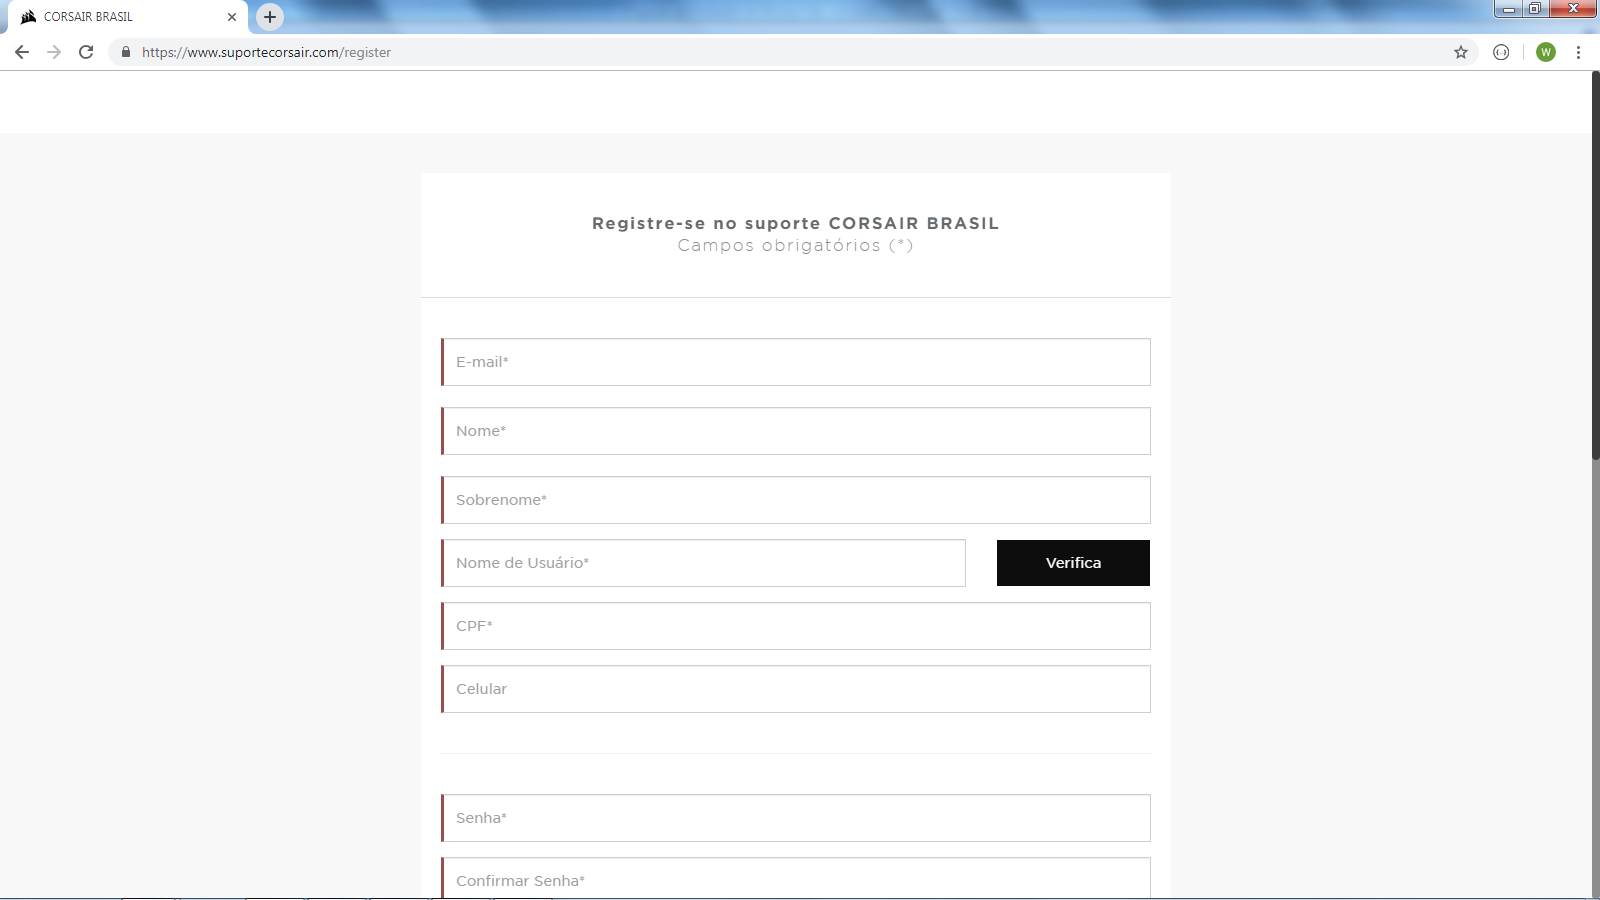 CORSAIR BRASIL
https://www.suportecorsair.com/register
W
Registre-se no suporte CORSAIR BRASIL
Campos obrigatórios (*)
E-mail*
Nome*
Sobrenome*
Nome de Usuário*
Verifica
CPF*
Celular
Senha*
Confirmar Senha*